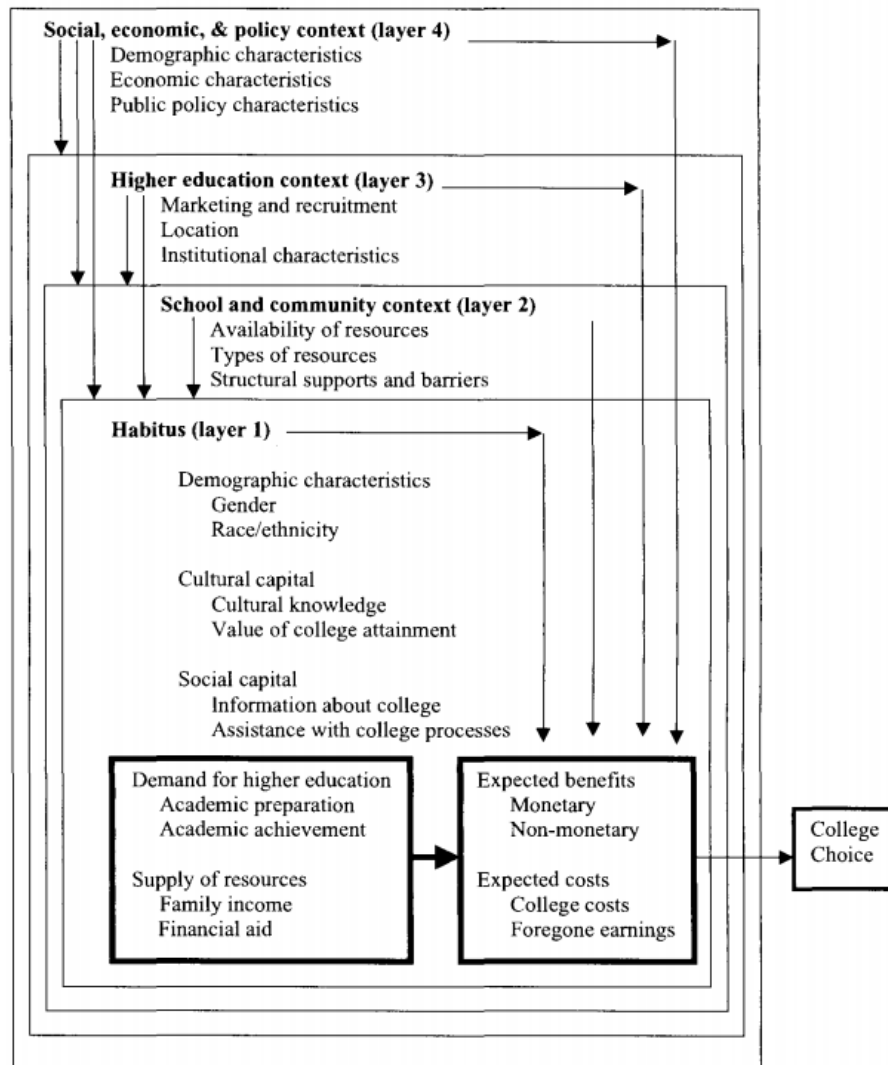 Social, economic, & policy context (layer 4)
Demographic characteristics
Economic characteristics
Public policy characteristics
Higher education context (layer 3)
Marketing and recruitment
Location
Institutional characteristics
School and community context (layer 2)
Availability of resources
Types of resources
Structural supports and barriers
Habitus (layer 1)
Demographic characteristics
Gender
Race/ethnicity
Cultural capital
Cultural knowledge
Value of college attainment
Social capital
Information about college
Assistance with college processes
Demand for higher education
Academic preparation
Academic achievement
Supply of resources
Family income
Financial aid
Expected benefits
Monetary
Non-monetary
Expected costs
College costs
Foregone earnings
College
Choice